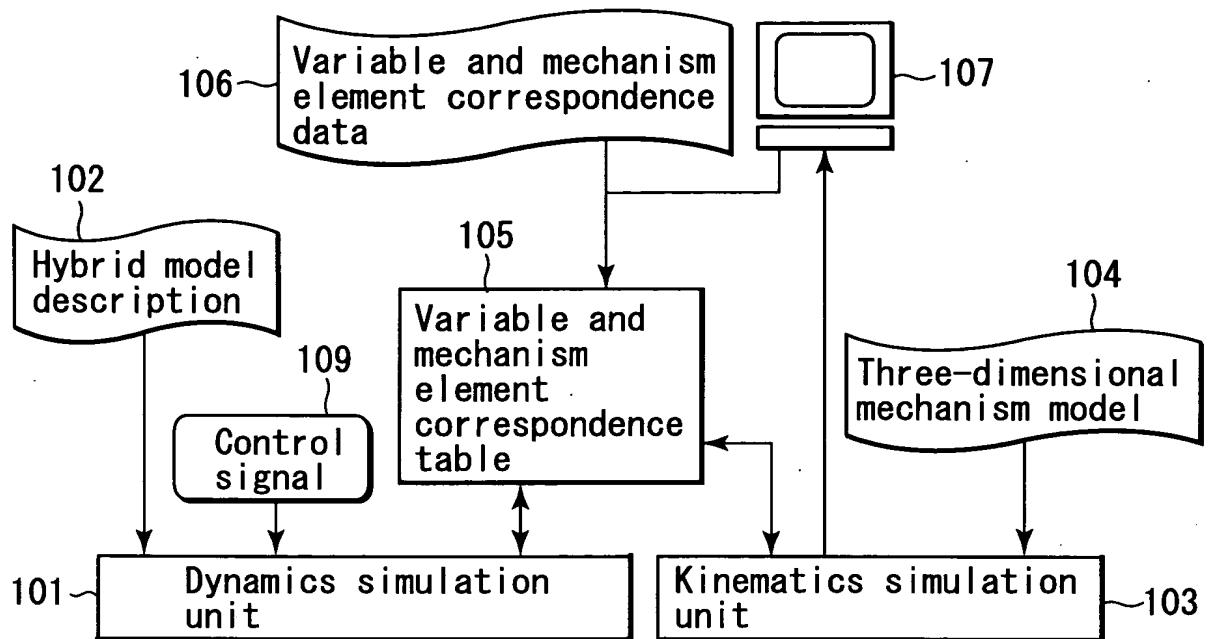 106
Variable and mechanism
element correspondence
data
107
102
Hybrid model
description
105
Variable and
mechanism
element
correspondence
table
104
Three-dimensional
mechanism model
109
Control
signal
101
Dynamics simulation
unit
Kinematics simulation
unit
103